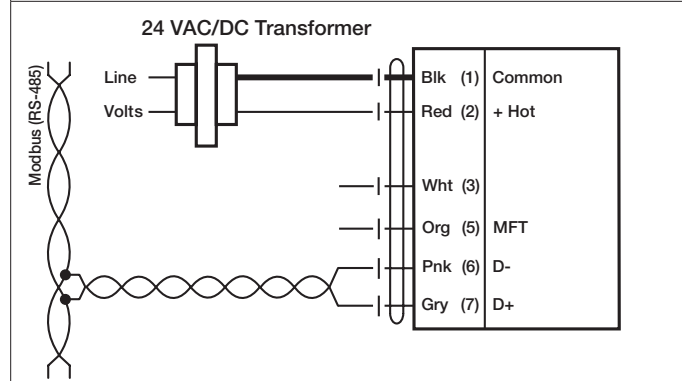 24 VAC/DC Transformer
Modbus (RS-485)
Line
Volts
Blk (1) Common
Red (2) + Hot
Wht (3)
Org (5) MFT
Pnk (6) D-
Gry (7) D+